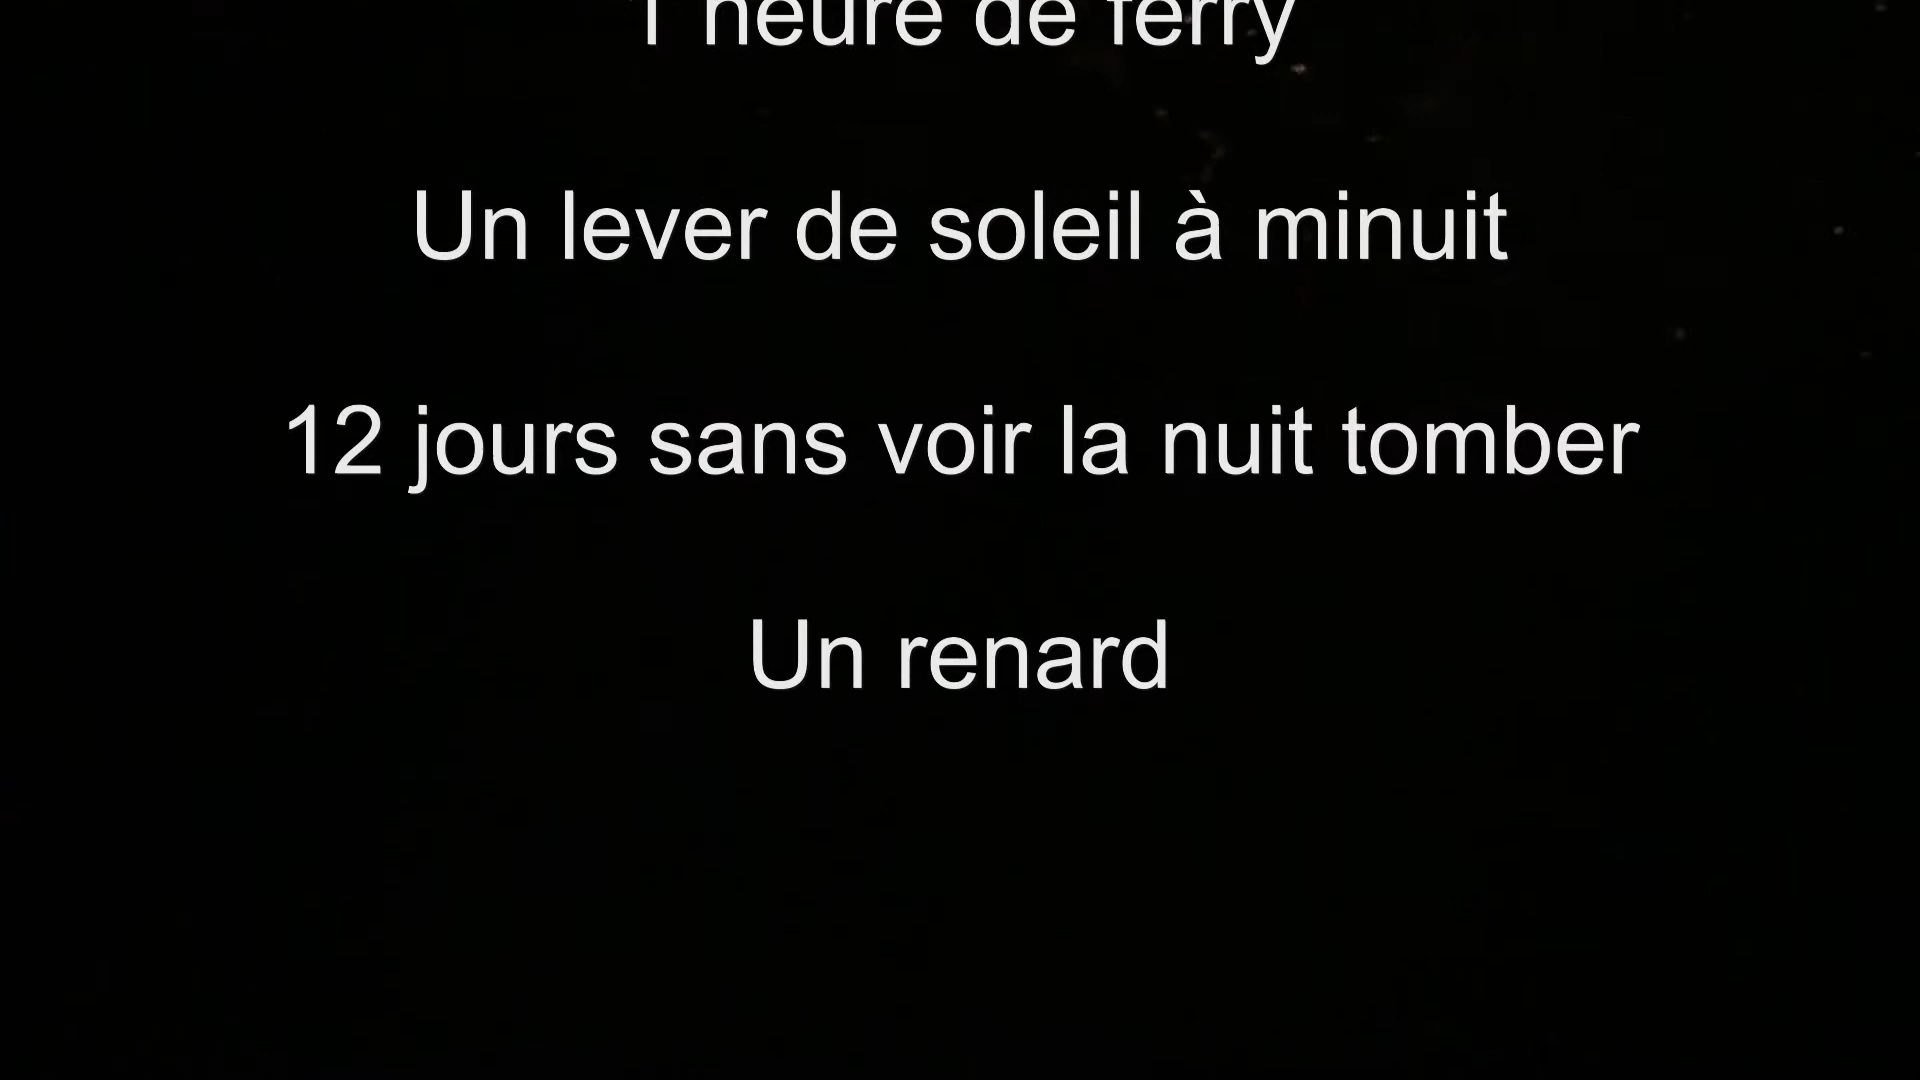 1 heure de ferry
Un lever de soleil à minuit
12 jours sans voir la nuit tomber
Un renard